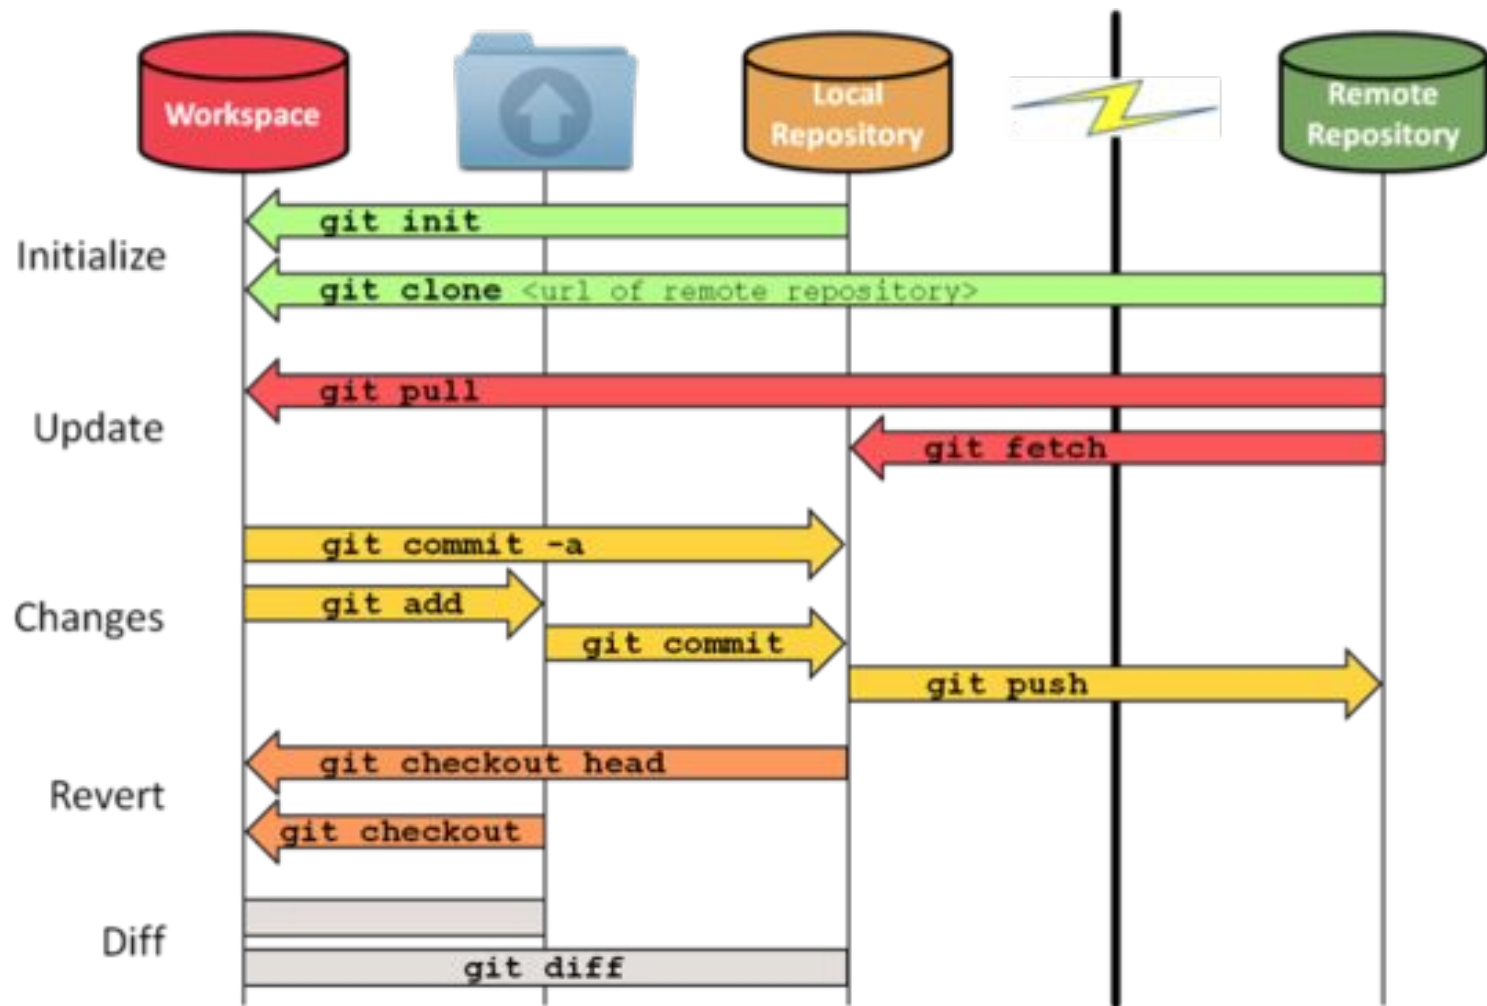 Workspace
Local
Repository
Remote
Repository
Initialize
git init
git clone <url of remote repository>
Update
git pull
git fetch
Changes
git commit -a
git add
git commit
git push
Revert
git checkout head
git checkout
Diff
git diff